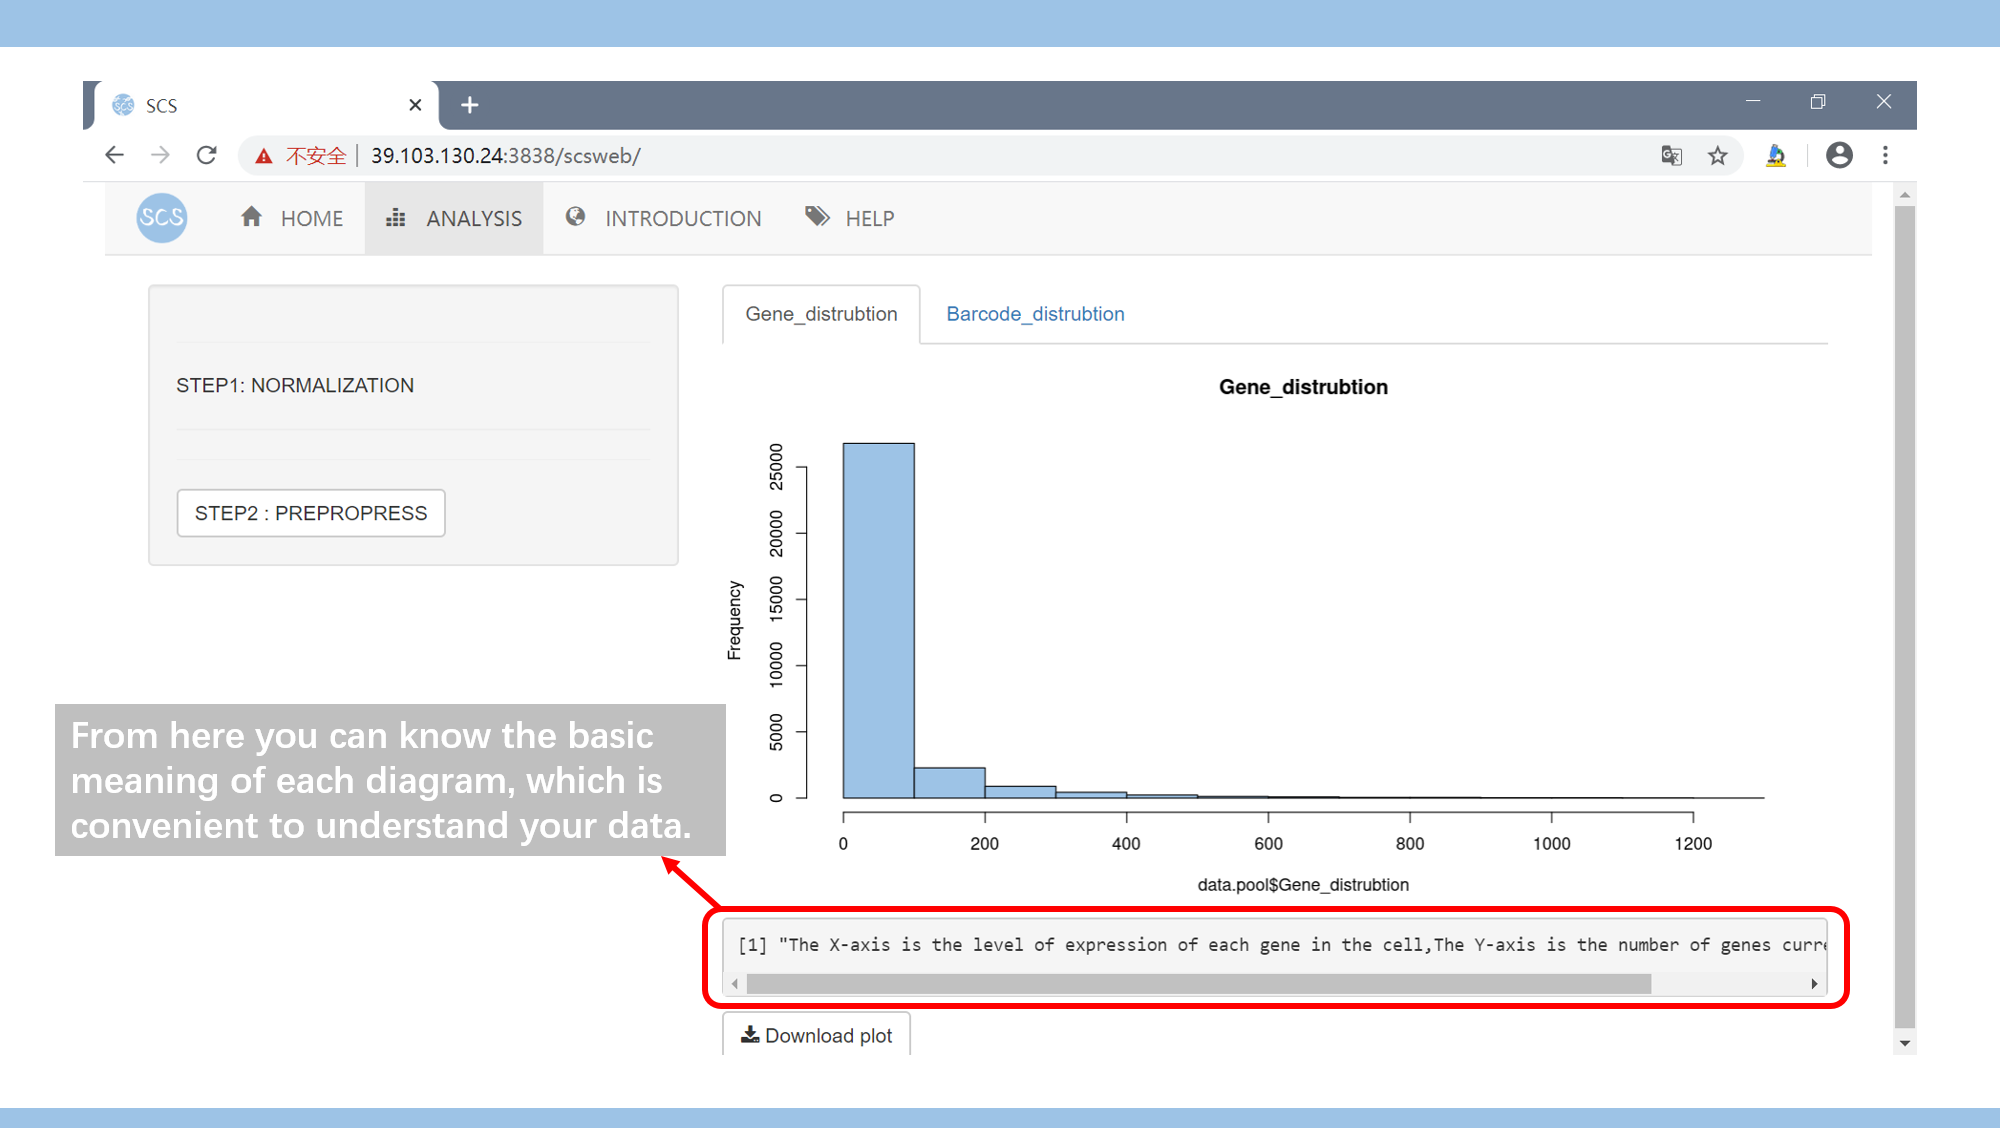 SCS
不安全 39.103.130.24:3838/scsweb/
SCS HOME ANALYSIS INTRODUCTION HELP
Gene_distrubtion Barcode_distrubtion
STEP1: NORMALIZATION
STEP2 : PREPROPRESS
Gene_distrubtion
Frequency
25000
20000
15000
10000
5000
0
0 200 400 600 800 1000 1200
data.pool$Gene_distrubtion
From here you can know the basic
meaning of each diagram, which is
convenient to understand your data.
[1] "The X-axis is the level of expression of each gene in the cell,The Y-axis is the number of genes curre
Download plot